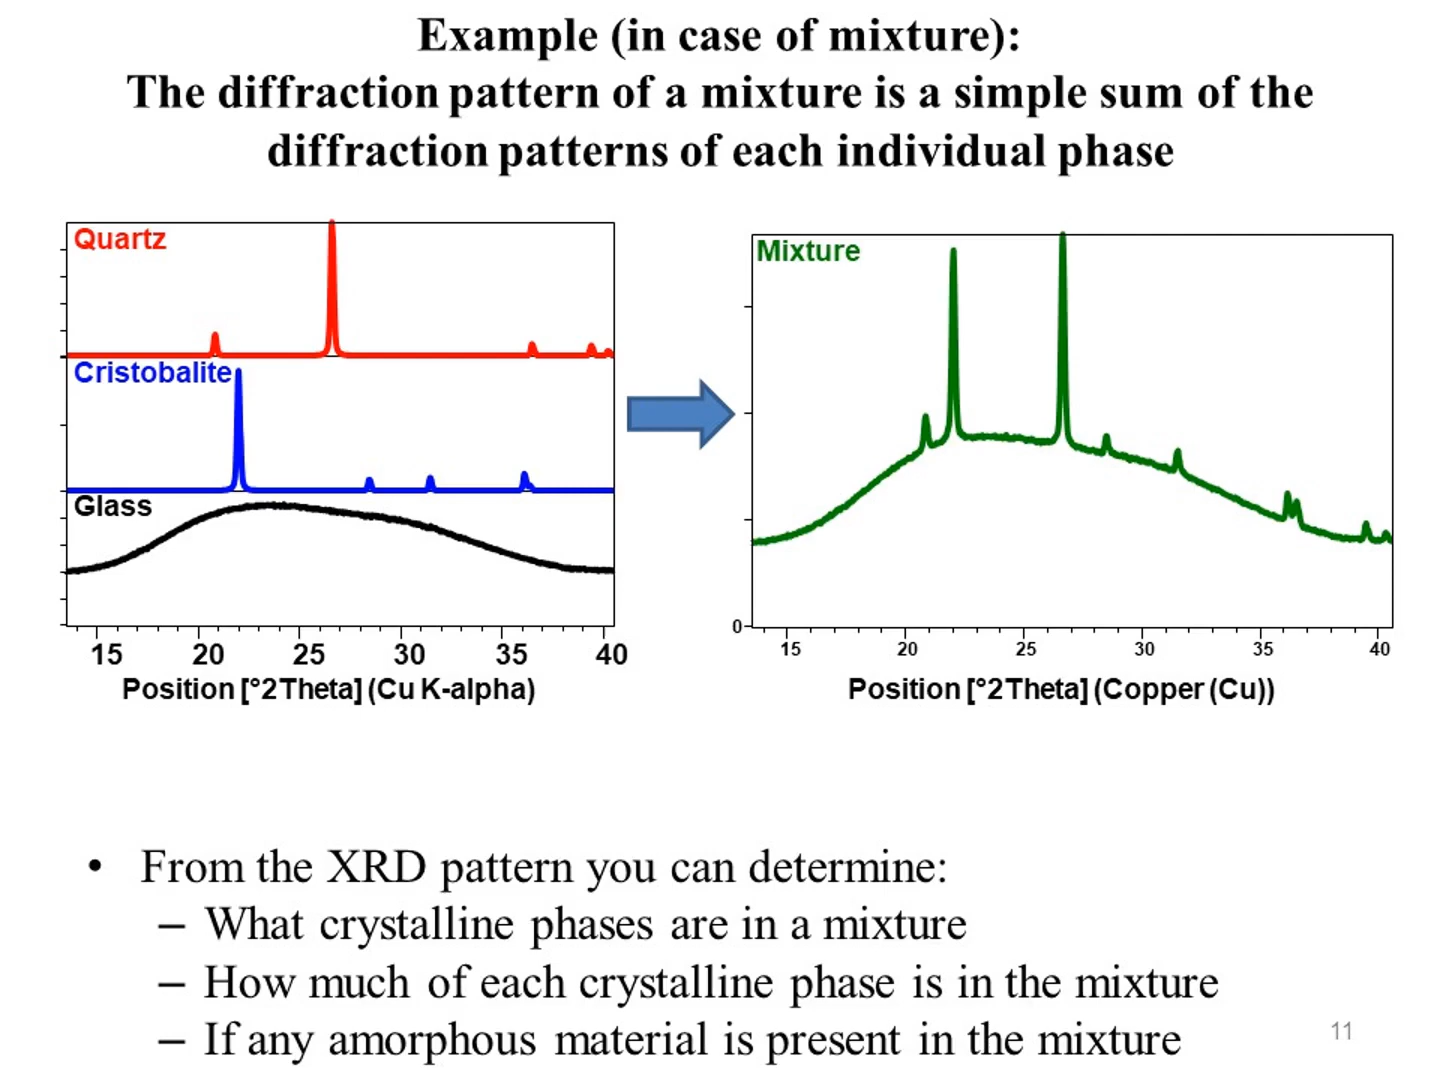 Example (in case of mixture):
The diffraction pattern of a mixture is a simple sum of the
diffraction patterns of each individual phase
Quartz
Cristobalite
Glass
15 20 25 30 35 40
Position [°2Theta] (Cu K-alpha)
Mixture
0
15 20 25 30 35 40
Position [°2Theta] (Copper (Cu))
• From the XRD pattern you can determine:
– What crystalline phases are in a mixture
– How much of each crystalline phase is in the mixture
– If any amorphous material is present in the mixture
11